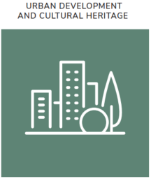 URBAN DEVELOPMENT
AND CULTURAL HERITAGE